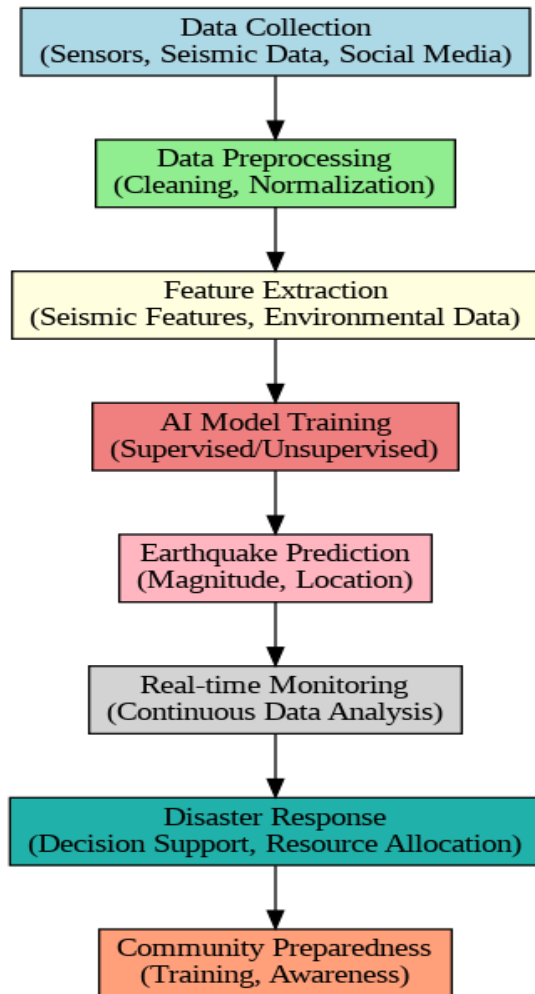 Data Collection
(Sensors, Seismic Data, Social Media)
Data Preprocessing
(Cleaning, Normalization)
Feature Extraction
(Seismic Features, Environmental Data)
AI Model Training
(Supervised/Unsupervised)
Earthquake Prediction
(Magnitude, Location)
Real-time Monitoring
(Continuous Data Analysis)
Disaster Response
(Decision Support, Resource Allocation)
Community Preparedness
(Training, Awareness)